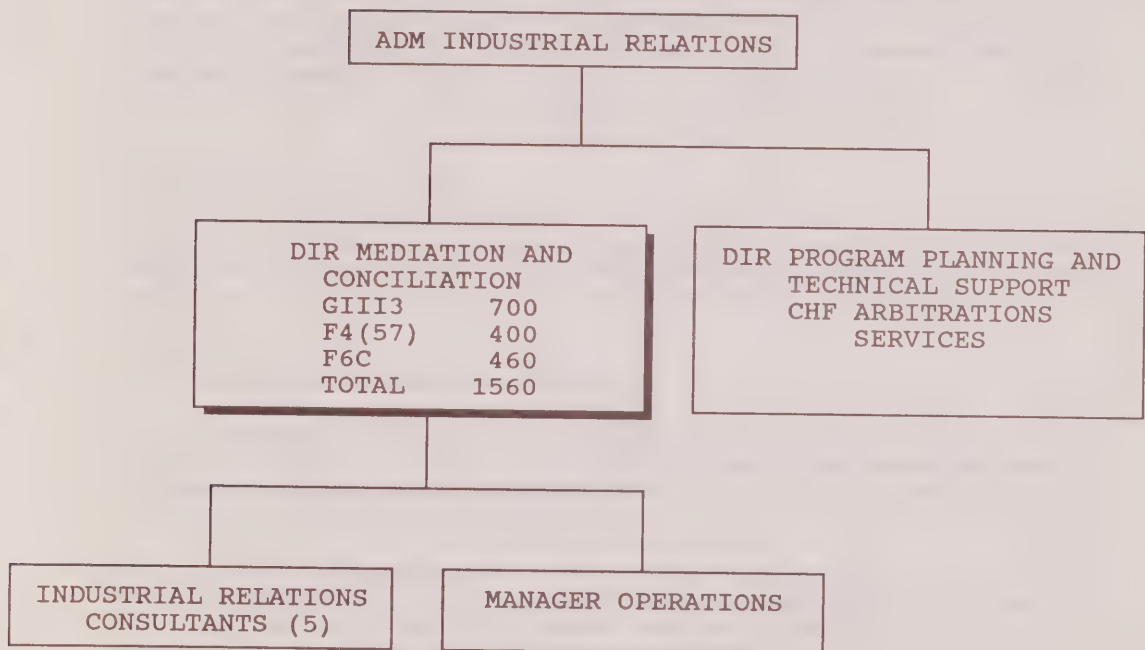 ADM INDUSTRIAL RELATIONS
DIR MEDIATION AND
CONCILIATION
GIII3 700
F4(57) 400
F6C 460
TOTAL 1560
DIR PROGRAM PLANNING AND
TECHNICAL SUPPORT
CHF ARBITRATIONS
SERVICES
INDUSTRIAL RELATIONS
CONSULTANTS (5)
MANAGER OPERATIONS